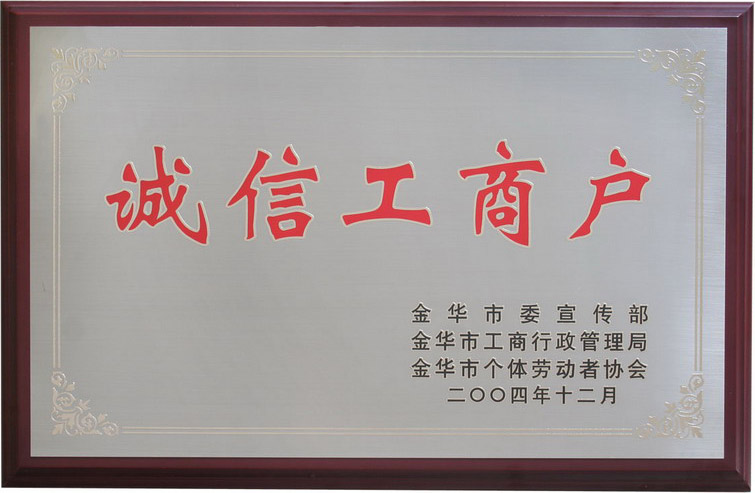 诚信工商户
金华市委宣传部
金华市工商行政管理局
金华市个体劳动者协会
二〇〇四年十二月